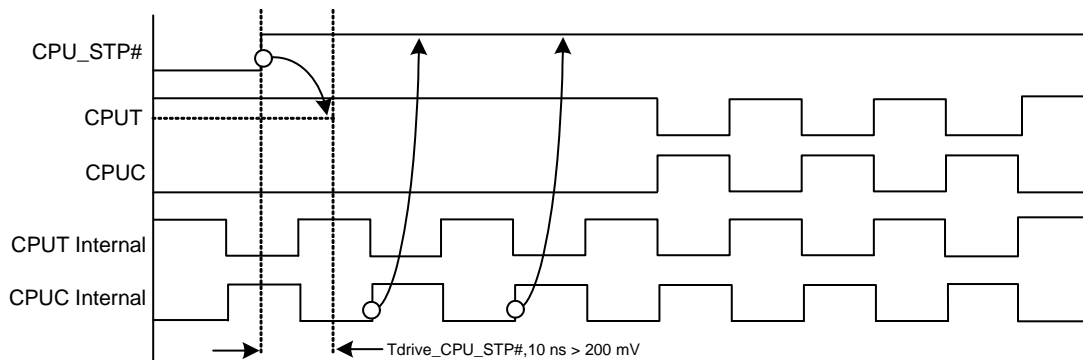 CPU_STP#
CPUT
CPUC
CPUT Internal
CPUC Internal
Tdrive_CPU_STP#,10 ns > 200 mV